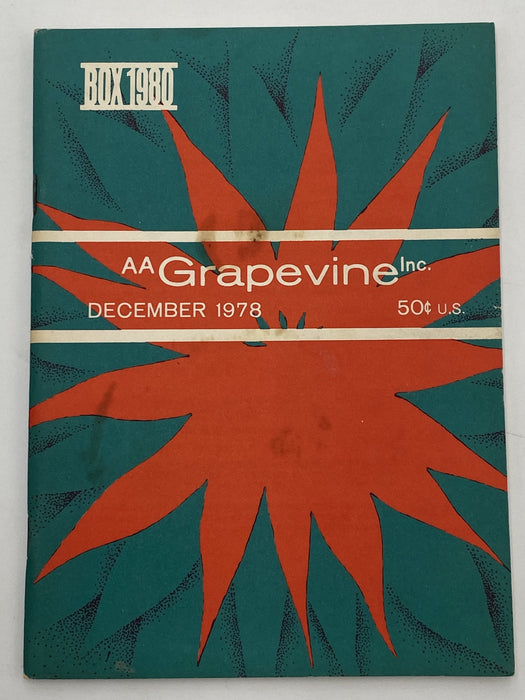 BOX 1980
AA Grapevine Inc.
DECEMBER 1978 50¢ U.S.